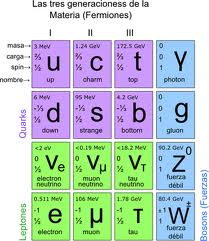 Las tres generacioness de la
Materia (Fermiones)
I II III
masa→ 3 MeV 1.24 GeV 172.5 GeV 0
carga→ ⅔ ⅔ ⅔ 0
spin→ ½ ½ ½ 1
u c t γ
nombre→ up charm top photon
Quarks
6 MeV 95 MeV 4.2 GeV 0
-⅓ -⅓ -⅓ 0
½ ½ ½ 1
d s b g
down strange bottom gluon
<2 eV <0.19 MeV <18.2 MeV 90.2 GeV
0 0 0 0
½ ½ ½ 1
νe νμ ντ Z⁰
electron neutrino muon neutrino tau neutrino fuerza débil
Leptones
0.511 MeV 106 MeV 1.78 GeV 80.4 GeV
-1 -1 -1 ±1
½ ½ ½ 1
e μ τ W±
electron muon tau fuerza débil
Bosons (Fuerzas)